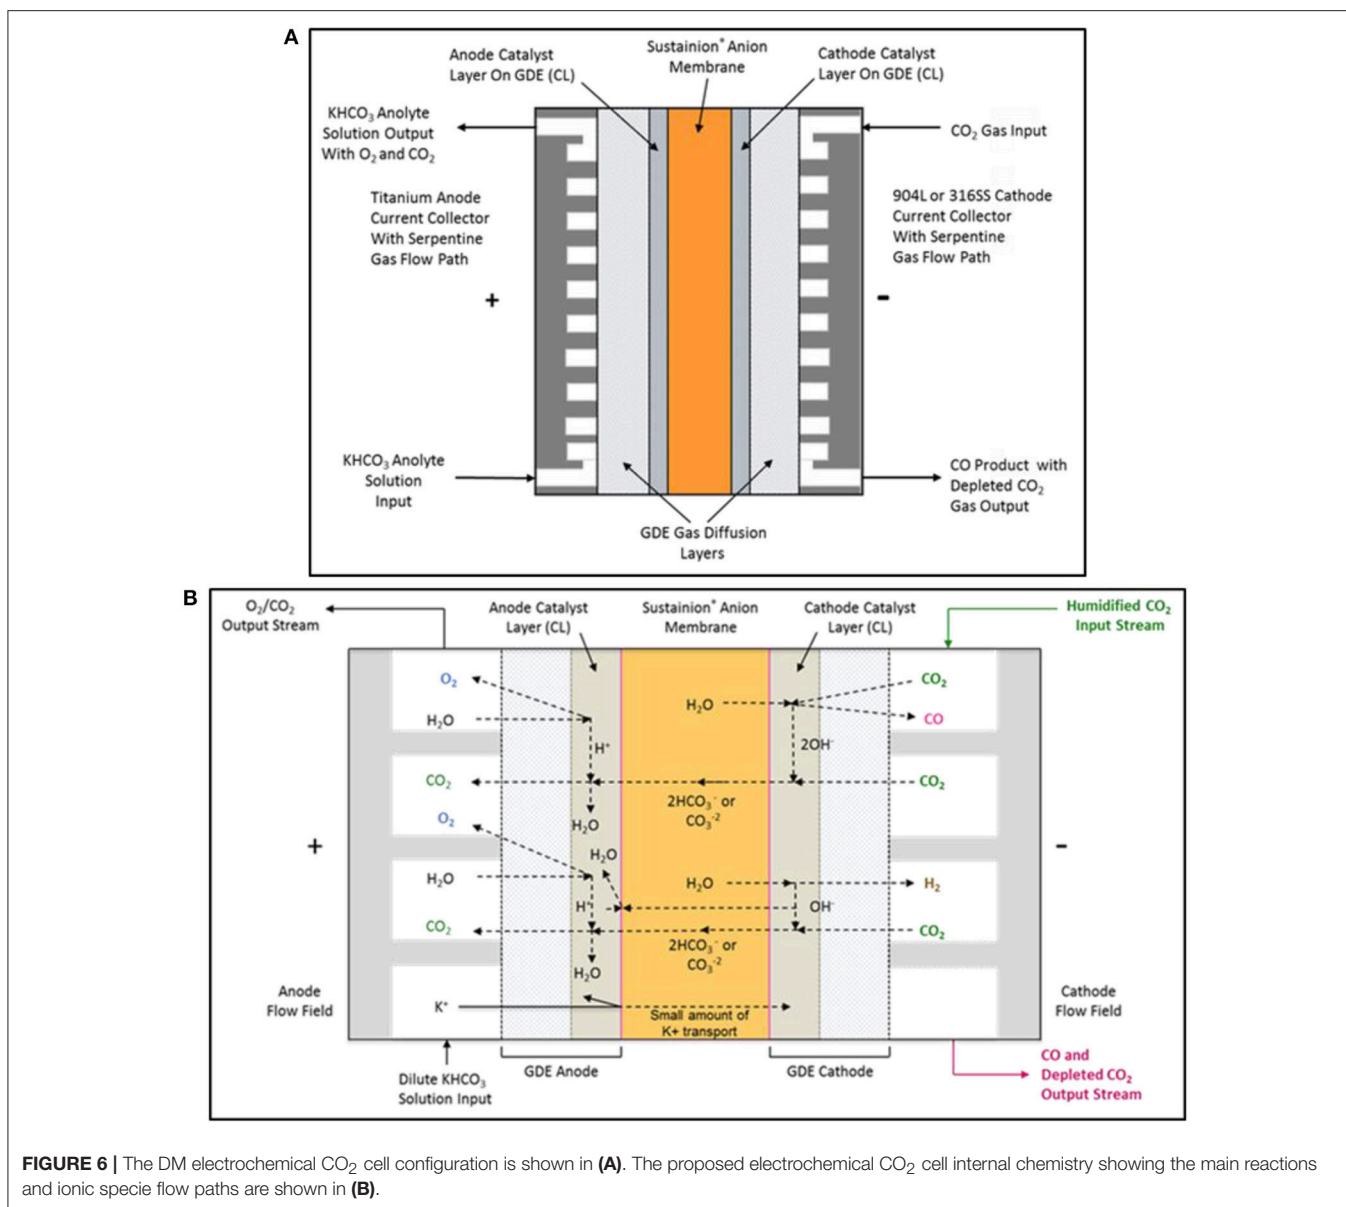 A
Anode Catalyst
Layer On GDE (CL)
Sustainion* Anion
Membrane
Cathode Catalyst
Layer On GDE (CL)
KHCO₃ Anolyte
Solution Output
With O₂ and CO₂
CO₂ Gas Input
Titanium Anode
Current Collector
With Serpentine
Gas Flow Path
904L or 316SS Cathode
Current Collector
With Serpentine
Gas Flow Path
+
-
KHCO₃ Anolyte
Solution
Input
CO Product with
Depleted CO₂
Gas Output
GDE Gas Diffusion
Layers
B
O₂/CO₂
Output Stream
Anode Catalyst
Layer (CL)
Sustainion* Anion
Membrane
Cathode Catalyst
Layer (CL)
Humidified CO₂
Input Stream
O₂
H₂O
CO₂
H₂O
CO
H⁺
2OH⁻
CO₂
CO₂
2HCO₃⁻ or
CO₃⁻²
O₂
H₂O
H₂O
+
-
H₂O
H₂O
H₂
H⁺
OH⁻
CO₂
CO₂
2HCO₃⁻ or
CO₃⁻²
H₂O
Anode
Flow Field
K⁺
Small amount of
K+ transport
Cathode
Flow Field
GDE Anode
GDE Cathode
Dilute KHCO₃
Solution Input
CO and
Depleted CO₂
Output Stream
FIGURE 6 | The DM electrochemical CO₂ cell configuration is shown in (A). The proposed electrochemical CO₂ cell internal chemistry showing the main reactions
and ionic specie flow paths are shown in (B).